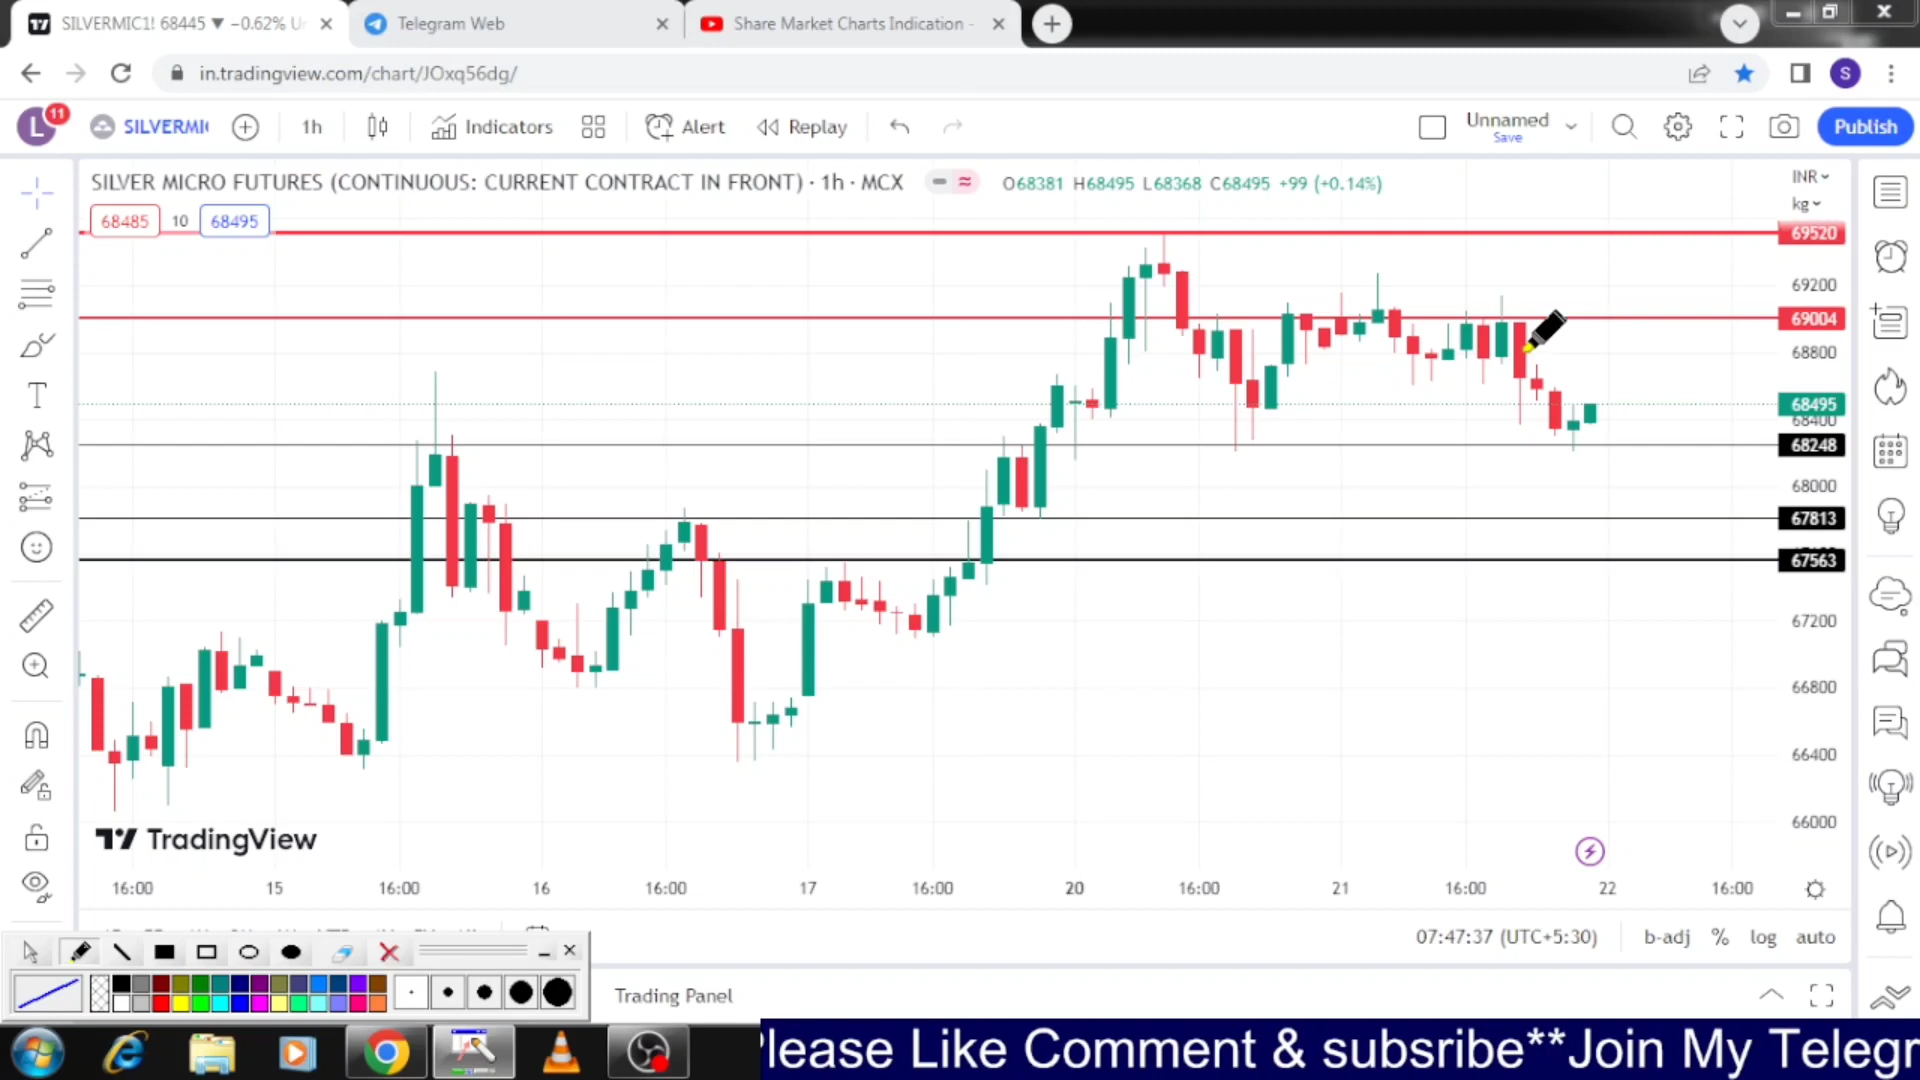 SILVERMIC1! 68445 ▼ −0.62% Un
Telegram Web
Share Market Charts Indication -
in.tradingview.com/chart/JOxq56dg/
S
L
11
SILVERMI
1h
Indicators
Alert
Replay
Unnamed
Save
Publish
SILVER MICRO FUTURES (CONTINUOUS: CURRENT CONTRACT IN FRONT) · 1h · MCX
O68381 H68495 L68368 C68495 +99 (+0.14%)
INR
kg
68485
10
68495
69520
69200
69004
68800
68495
68400
68248
68000
67813
67563
67200
66800
66400
66000
TradingView
16:00
15
16:00
16
16:00
17
16:00
20
16:00
21
16:00
22
16:00
07:47:37 (UTC+5:30)
b-adj
%
log
auto
Trading Panel
lease Like Comment & subsribe**Join My Telegr